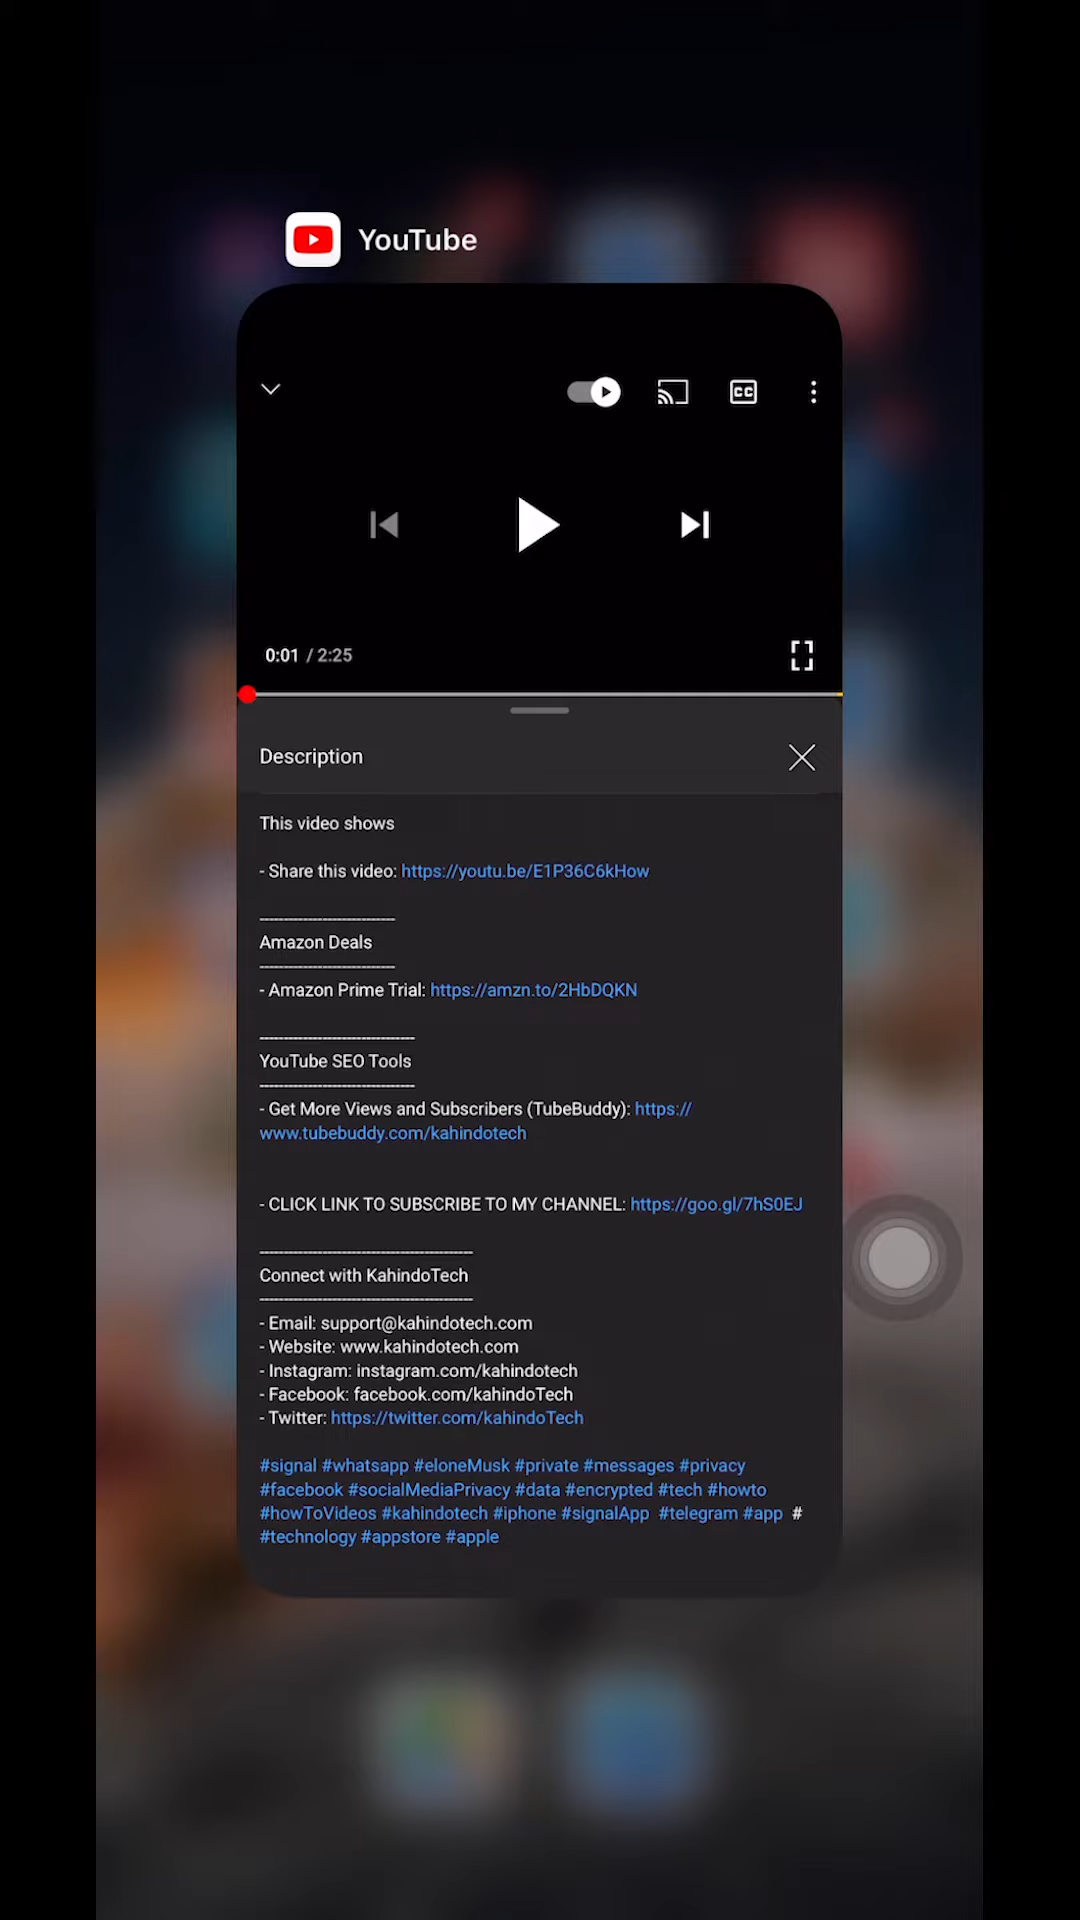 YouTube
CC
0:01 / 2:25
Description
This video shows
- Share this video: https://youtu.be/E1P36C6kHow
----------------------------
Amazon Deals
----------------------------
- Amazon Prime Trial: https://amzn.to/2HbDQKN
--------------------------------
YouTube SEO Tools
--------------------------------
- Get More Views and Subscribers (TubeBuddy): https://
www.tubebuddy.com/kahindotech
- CLICK LINK TO SUBSCRIBE TO MY CHANNEL: https://goo.gl/7hS0EJ
--------------------------------------------
Connect with KahindoTech
--------------------------------------------
- Email: support@kahindotech.com
- Website: www.kahindotech.com
- Instagram: instagram.com/kahindotech
- Facebook: facebook.com/kahindoTech
- Twitter: https://twitter.com/kahindoTech
#signal #whatsapp #eloneMusk #private #messages #privacy
#facebook #socialMediaPrivacy #data #encrypted #tech #howto
#howToVideos #kahindotech #iphone #signalApp #telegram #app #
#technology #appstore #apple